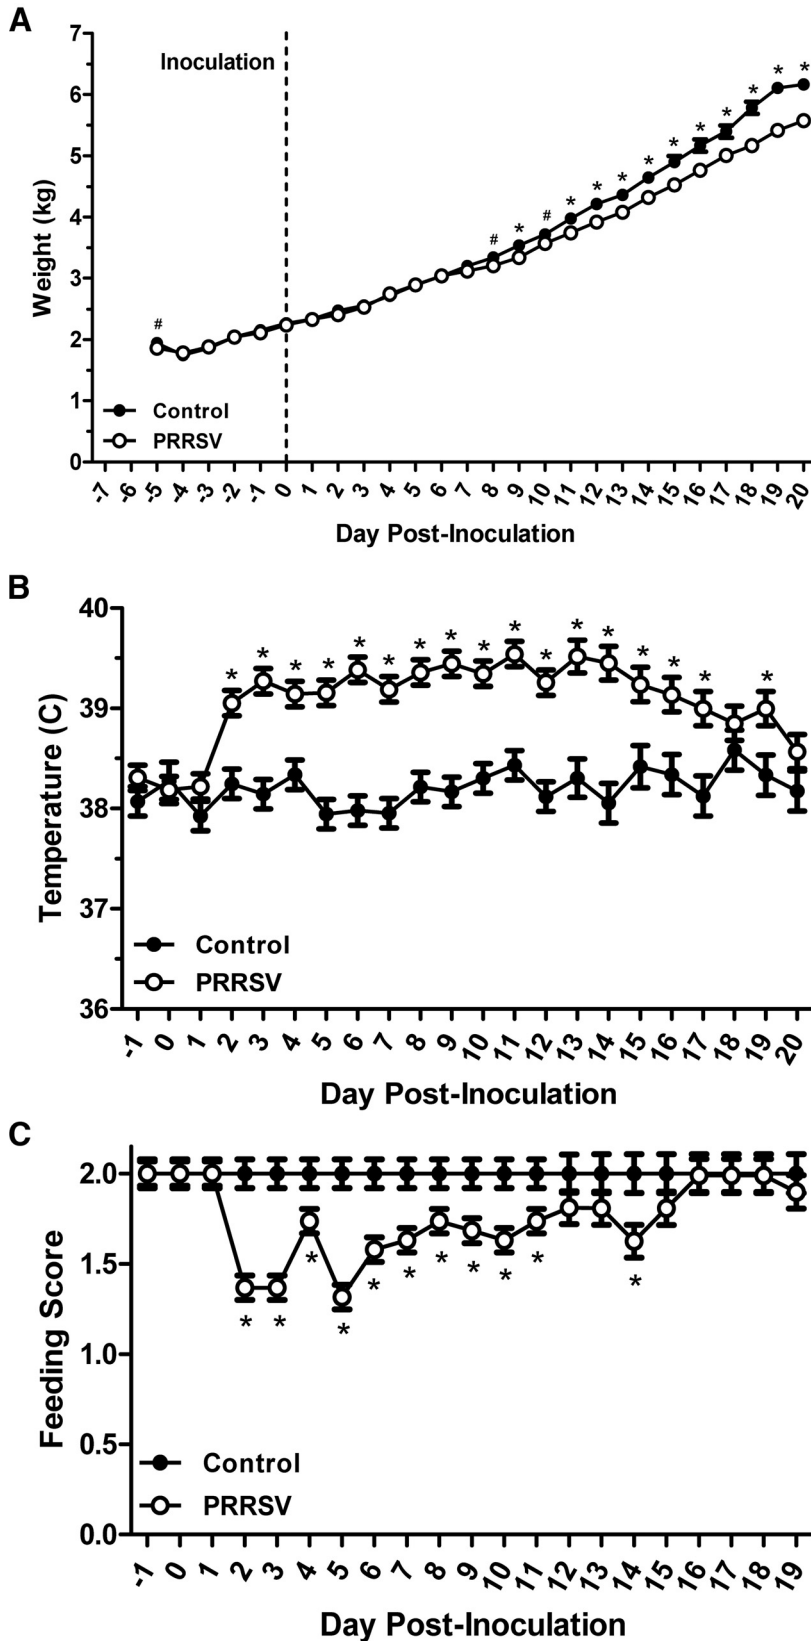 A
7
6
5
4
3
2
1
0
Weight (kg)
Inoculation
# # * # * * * * * * * * * *
Control
PRRSV
-7 -6 -5 -4 -3 -2 -1 0 1 2 3 4 5 6 7 8 9 10 11 12 13 14 15 16 17 18 19 20
Day Post-Inoculation
B
40
39
38
37
36
Temperature (C)
* * * * * * * * * * * * * * * * *
Control
PRRSV
-1 0 1 2 3 4 5 6 7 8 9 10 11 12 13 14 15 16 17 18 19 20
Day Post-Inoculation
C
2.0
1.5
1.0
0.5
0.0
Feeding Score
* * * * * * * * * * *
Control
PRRSV
-1 0 1 2 3 4 5 6 7 8 9 10 11 12 13 14 15 16 17 18 19
Day Post-Inoculation